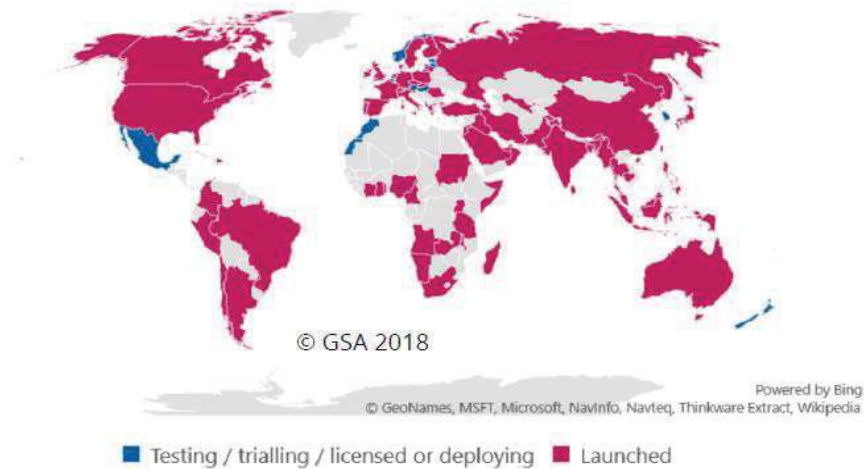 © GSA 2018
Powered by Bing
© GeoNames, MSFT, Microsoft, NavInfo, Navteq, Thinkware Extract, Wikipedia
Testing / trialling / licensed or deploying
Launched